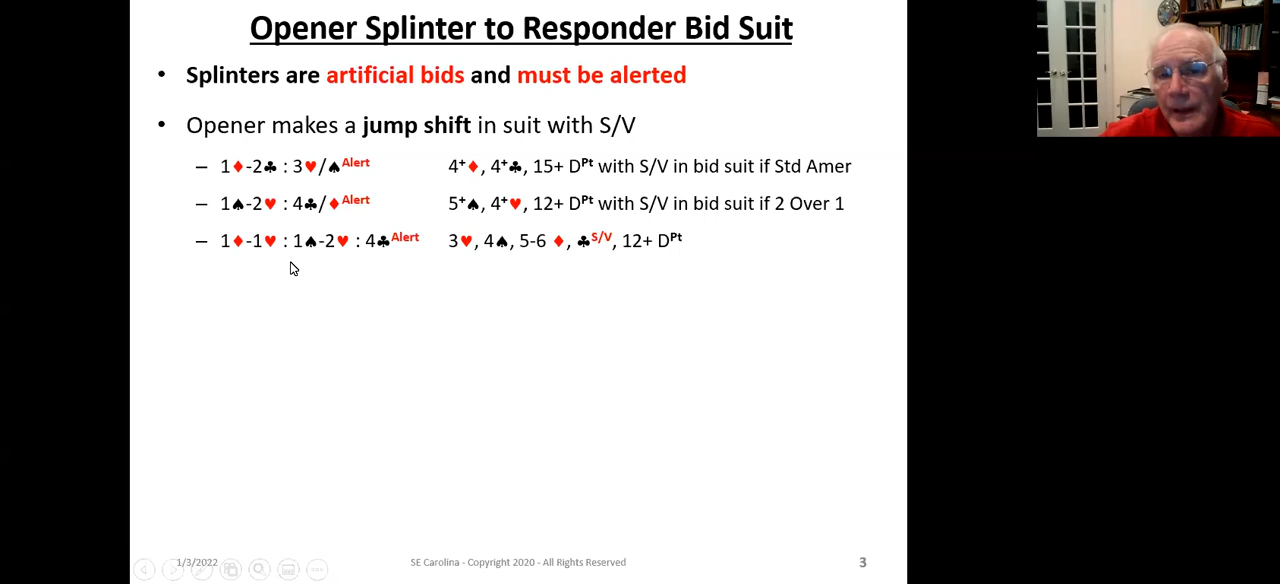 Opener Splinter to Responder Bid Suit
• Splinters are artificial bids and must be alerted
• Opener makes a jump shift in suit with S/V
– 1♦-2♣ : 3♥/♠Alert 4+♦, 4+♣, 15+ DPt with S/V in bid suit if Std Amer
– 1♠-2♥ : 4♣/♦Alert 5+♠, 4+♥, 12+ DPt with S/V in bid suit if 2 Over 1
– 1♦-1♥ : 1♠-2♥ : 4♣Alert 3♥, 4♠, 5-6 ♦, ♣S/V, 12+ DPt
1/3/2022 SE Carolina - Copyright 2020 - All Rights Reserved 3